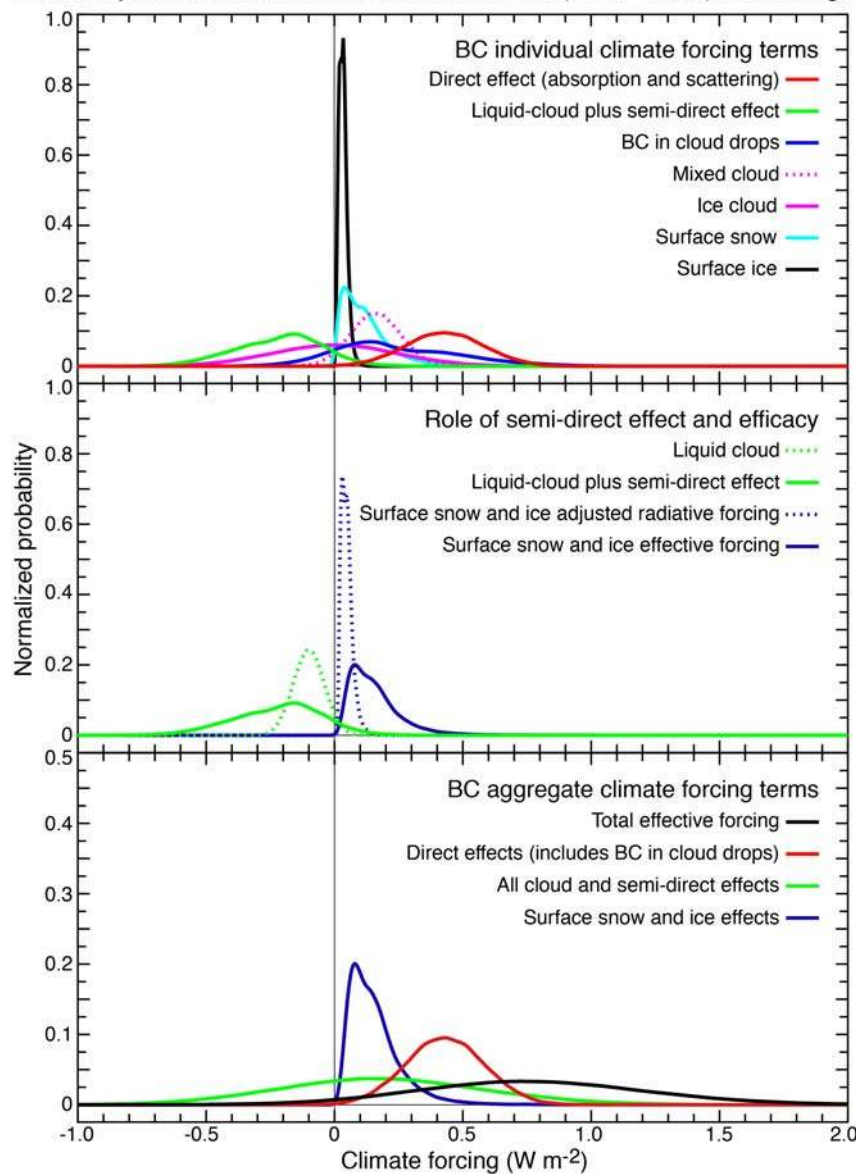 1.0
BC individual climate forcing terms
Direct effect (absorption and scattering)
0.8
Liquid-cloud plus semi-direct effect
BC in cloud drops
0.6
Mixed cloud
Ice cloud
0.4
Surface snow
Surface ice
0.2
0
1.0
Role of semi-direct effect and efficacy
0.8
Liquid cloud
Liquid-cloud plus semi-direct effect
0.6
Surface snow and ice adjusted radiative forcing
Surface snow and ice effective forcing
0.4
0.2
0
Normalized probability
0.5
BC aggregate climate forcing terms
0.4
Total effective forcing
Direct effects (includes BC in cloud drops)
0.3
All cloud and semi-direct effects
Surface snow and ice effects
0.2
0.1
0
-1.0 -0.5 0 0.5 1.0 1.5 2.0
Climate forcing (W m-2)